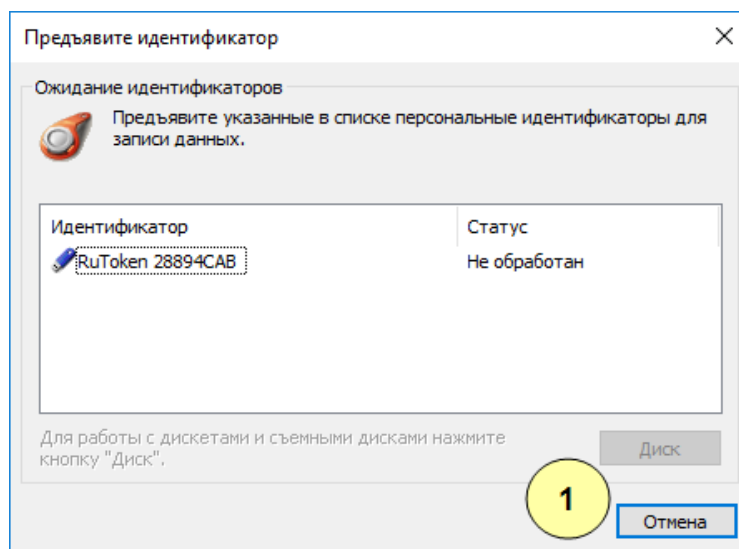 Предъявите идентификатор
Ожидание идентификаторов
Предъявите указанные в списке персональные идентификаторы для
записи данных.
Идентификатор Статус
RuToken 28894CAB Не обработан
Для работы с дискетами и съемными дисками нажмите
кнопку "Диск".
Диск
1
Отмена